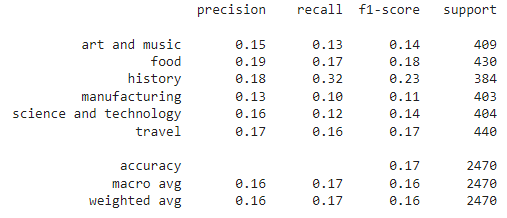 precision recall f1-score support
art and music 0.15 0.13 0.14 409
food 0.19 0.17 0.18 430
history 0.18 0.32 0.23 384
manufacturing 0.13 0.10 0.11 403
science and technology 0.16 0.12 0.14 404
travel 0.17 0.16 0.17 440
accuracy 0.17 2470
macro avg 0.16 0.17 0.16 2470
weighted avg 0.16 0.17 0.16 2470